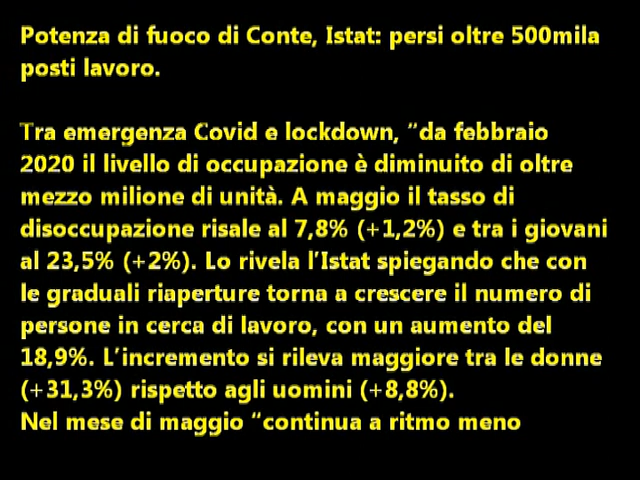 Potenza di fuoco di Conte, Istat: persi oltre 500mila
posti lavoro.
Tra emergenza Covid e lockdown, “da febbraio
2020 il livello di occupazione è diminuito di oltre
mezzo milione di unità. A maggio il tasso di
disoccupazione risale al 7,8% (+1,2%) e tra i giovani
al 23,5% (+2%). Lo rivela l’Istat spiegando che con
le graduali riaperture torna a crescere il numero di
persone in cerca di lavoro, con un aumento del
18,9%. L’incremento si rileva maggiore tra le donne
(+31,3%) rispetto agli uomini (+8,8%).
Nel mese di maggio “continua a ritmo meno